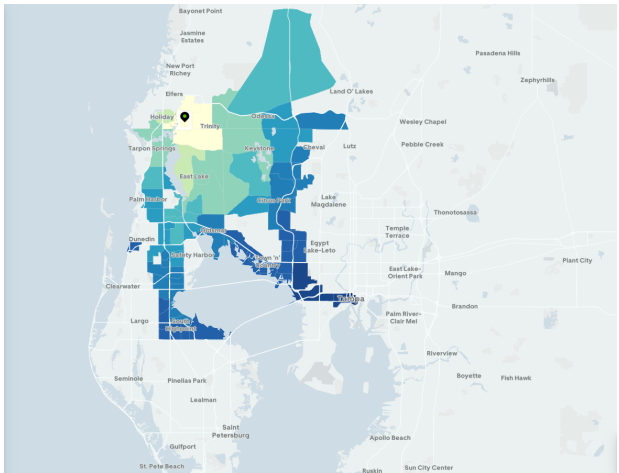 Bayonet Point
Jasmine
Estates
Pasadena Hills
New Port
Richey
Zephyrhills
Land O' Lakes
Elfers
Holiday
Odessa
Trinity
Wesley Chapel
Tarpon Springs
Keystone
Cheval
Lutz
Pebble Creek
East Lake
Palm Harbor
Citrus Park
Lake
Magdalene
Thonotosassa
Temple
Terrace
Dunedin
Oldsmar
Egypt
Lake-Leto
Safety Harbor
Town 'n'
Country
Plant City
East Lake-
Orient Park
Mango
Clearwater
Tampa
Brandon
Largo
South
Highpoint
Palm River-
Clair Mel
Riverview
Seminole
Pinellas Park
Boyette
Fish Hawk
Lealman
Saint
Petersburg
Gulfport
Apollo Beach
St. Pete Beach
Ruskin
Sun City Center